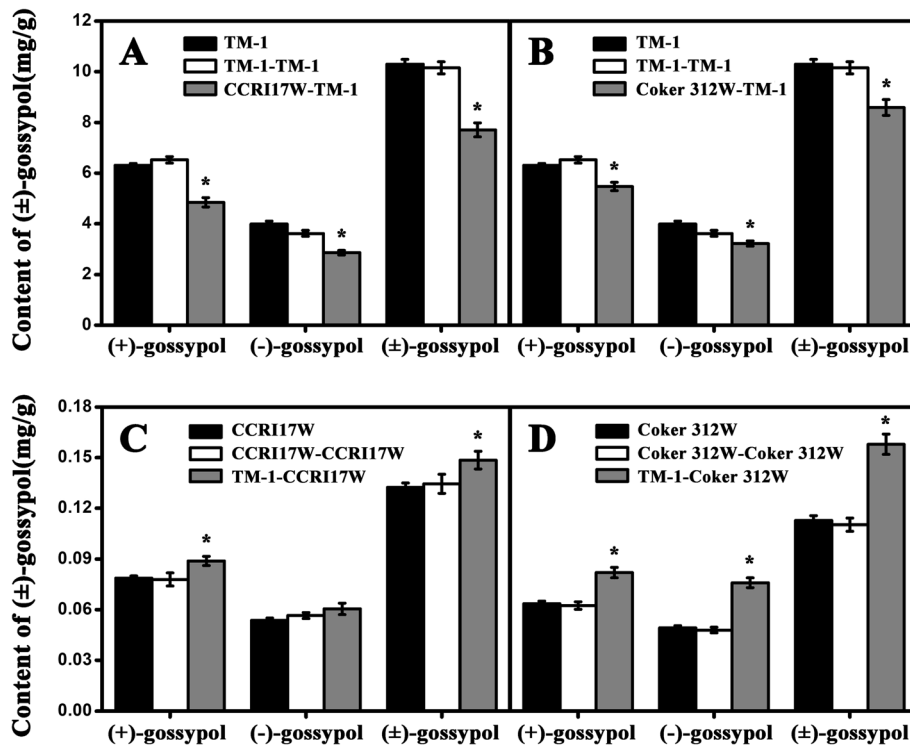 Content of (±)-gossypol(mg/g)
12
10
8
6
4
2
0
A
TM-1
TM-1-TM-1
CCRI17W-TM-1
*
*
*
(+)-gossypol
(-)-gossypol
(±)-gossypol
B
TM-1
TM-1-TM-1
Coker 312W-TM-1
*
*
*
(+)-gossypol
(-)-gossypol
(±)-gossypol
Content of (±)-gossypol(mg/g)
0.18
0.15
0.12
0.09
0.06
0.03
0.00
C
CCRI17W
CCRI17W-CCRI17W
TM-1-CCRI17W
*
*
(+)-gossypol
(-)-gossypol
(±)-gossypol
D
Coker 312W
Coker 312W-Coker 312W
TM-1-Coker 312W
*
*
*
(+)-gossypol
(-)-gossypol
(±)-gossypol